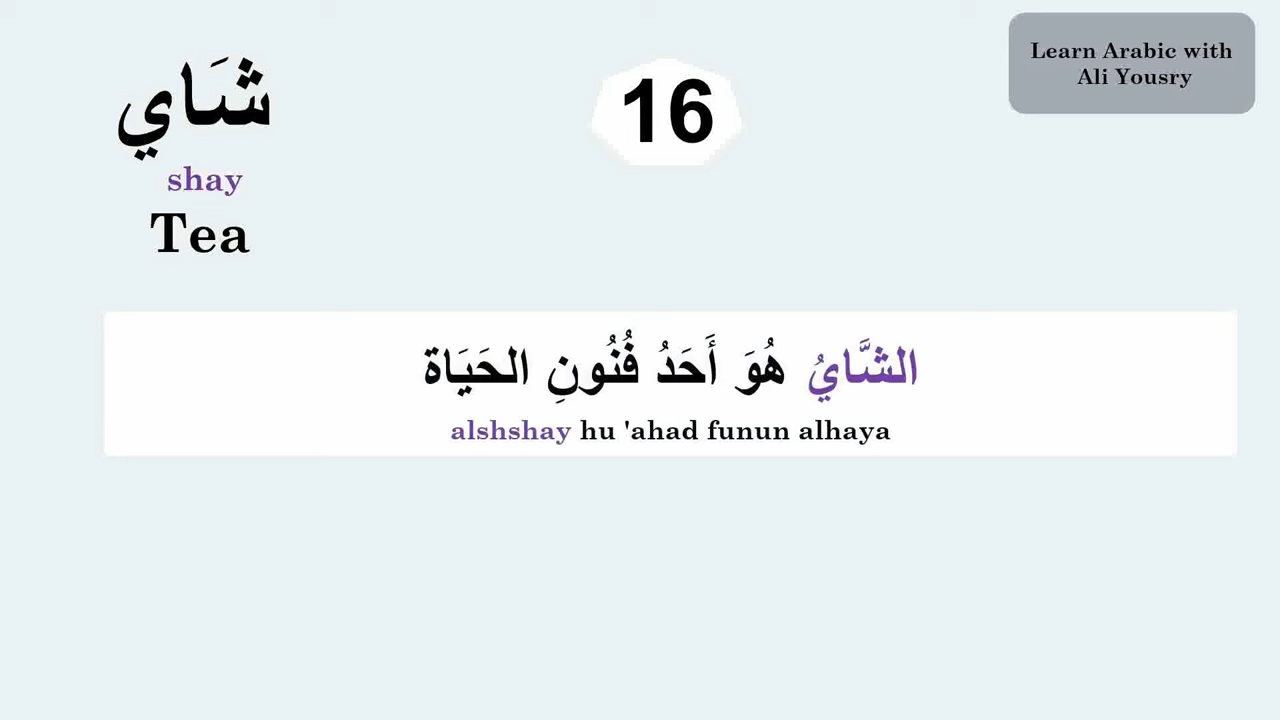 شَاي
shay
Tea
16
Learn Arabic with
Ali Yousry
الشَّايُ هُوَ أَحَدُ فُنُونِ الحَيَاة
alshshay hu 'ahad funun alhaya